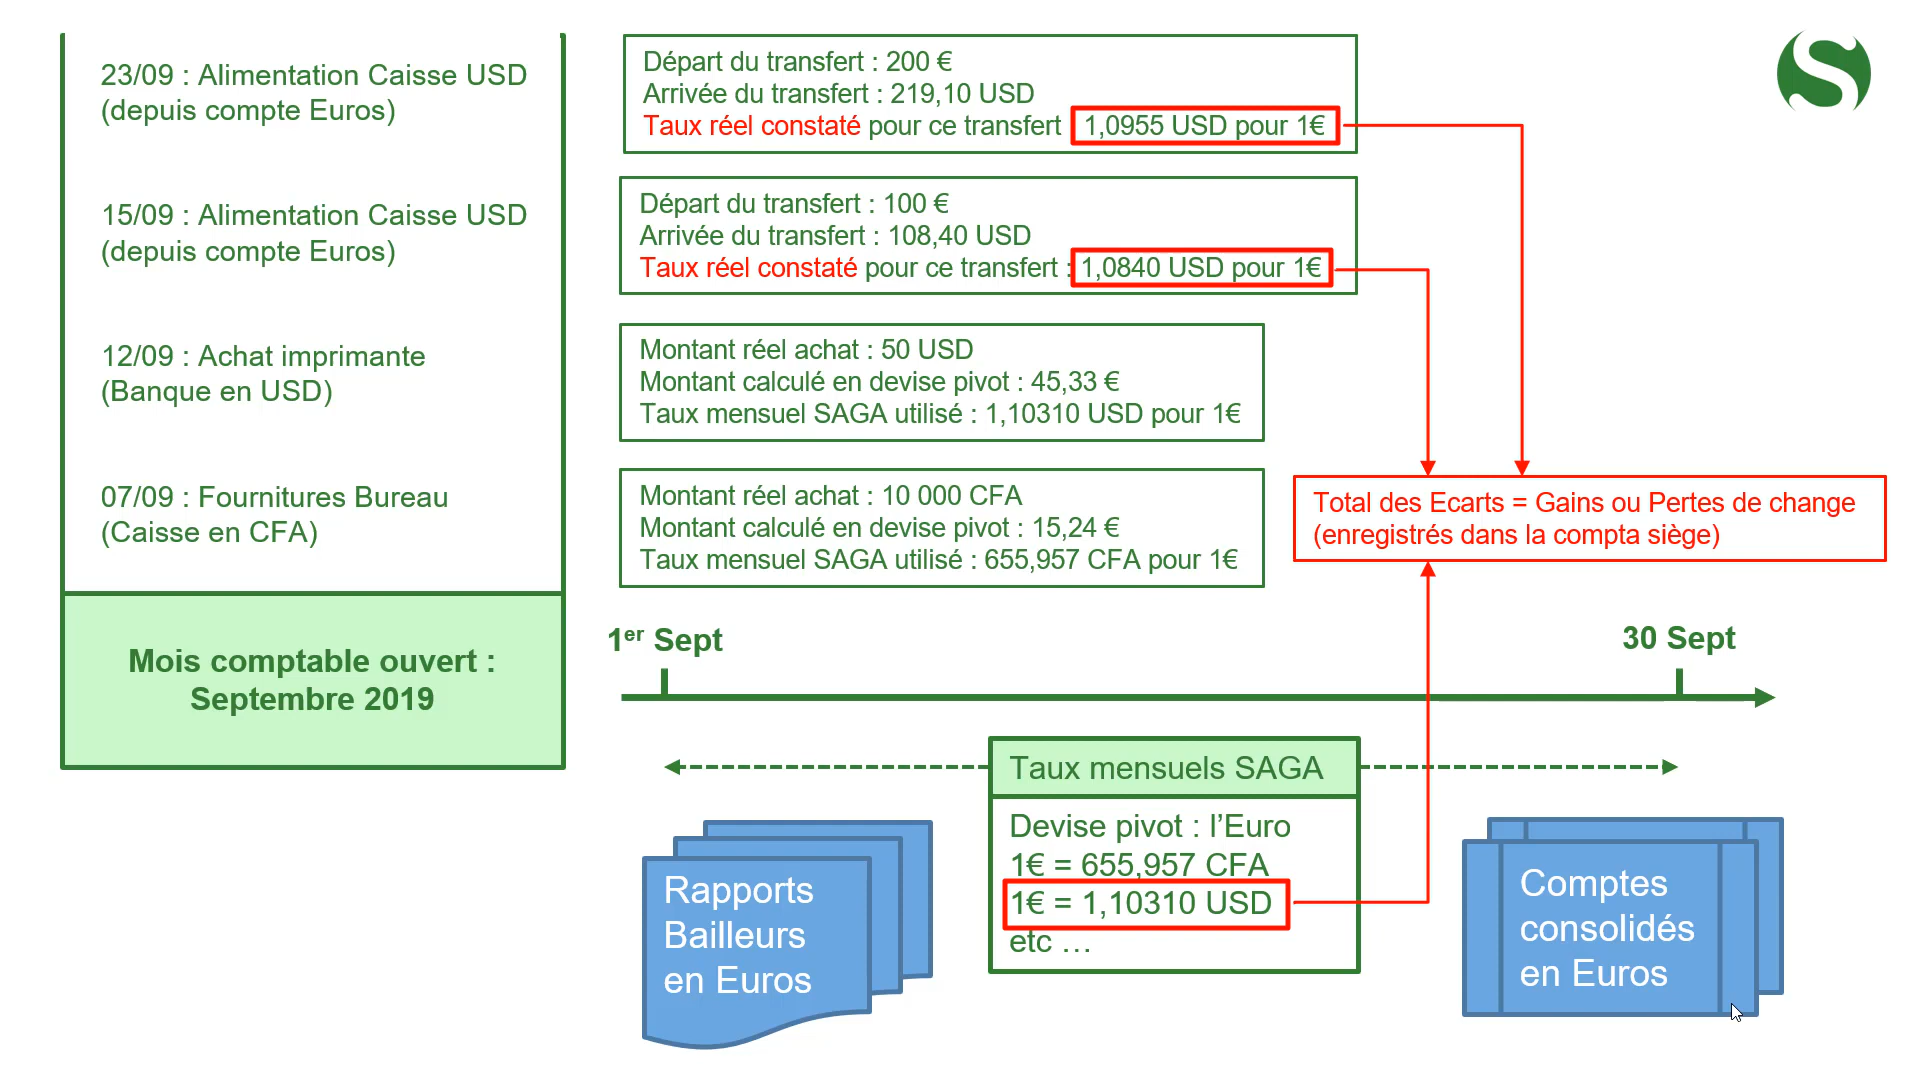 23/09 : Alimentation Caisse USD
(depuis compte Euros)
Départ du transfert : 200 €
Arrivée du transfert : 219,10 USD
Taux réel constaté pour ce transfert 1,0955 USD pour 1€
15/09 : Alimentation Caisse USD
(depuis compte Euros)
Départ du transfert : 100 €
Arrivée du transfert : 108,40 USD
Taux réel constaté pour ce transfert : 1,0840 USD pour 1€
12/09 : Achat imprimante
(Banque en USD)
Montant réel achat : 50 USD
Montant calculé en devise pivot : 45,33 €
Taux mensuel SAGA utilisé : 1,10310 USD pour 1€
07/09 : Fournitures Bureau
(Caisse en CFA)
Montant réel achat : 10 000 CFA
Montant calculé en devise pivot : 15,24 €
Taux mensuel SAGA utilisé : 655,957 CFA pour 1€
Total des Ecarts = Gains ou Pertes de change
(enregistrés dans la compta siège)
Mois comptable ouvert :
Septembre 2019
1er Sept
30 Sept
Taux mensuels SAGA
Devise pivot : l’Euro
1€ = 655,957 CFA
1€ = 1,10310 USD
etc …
Rapports
Bailleurs
en Euros
Comptes
consolidés
en Euros